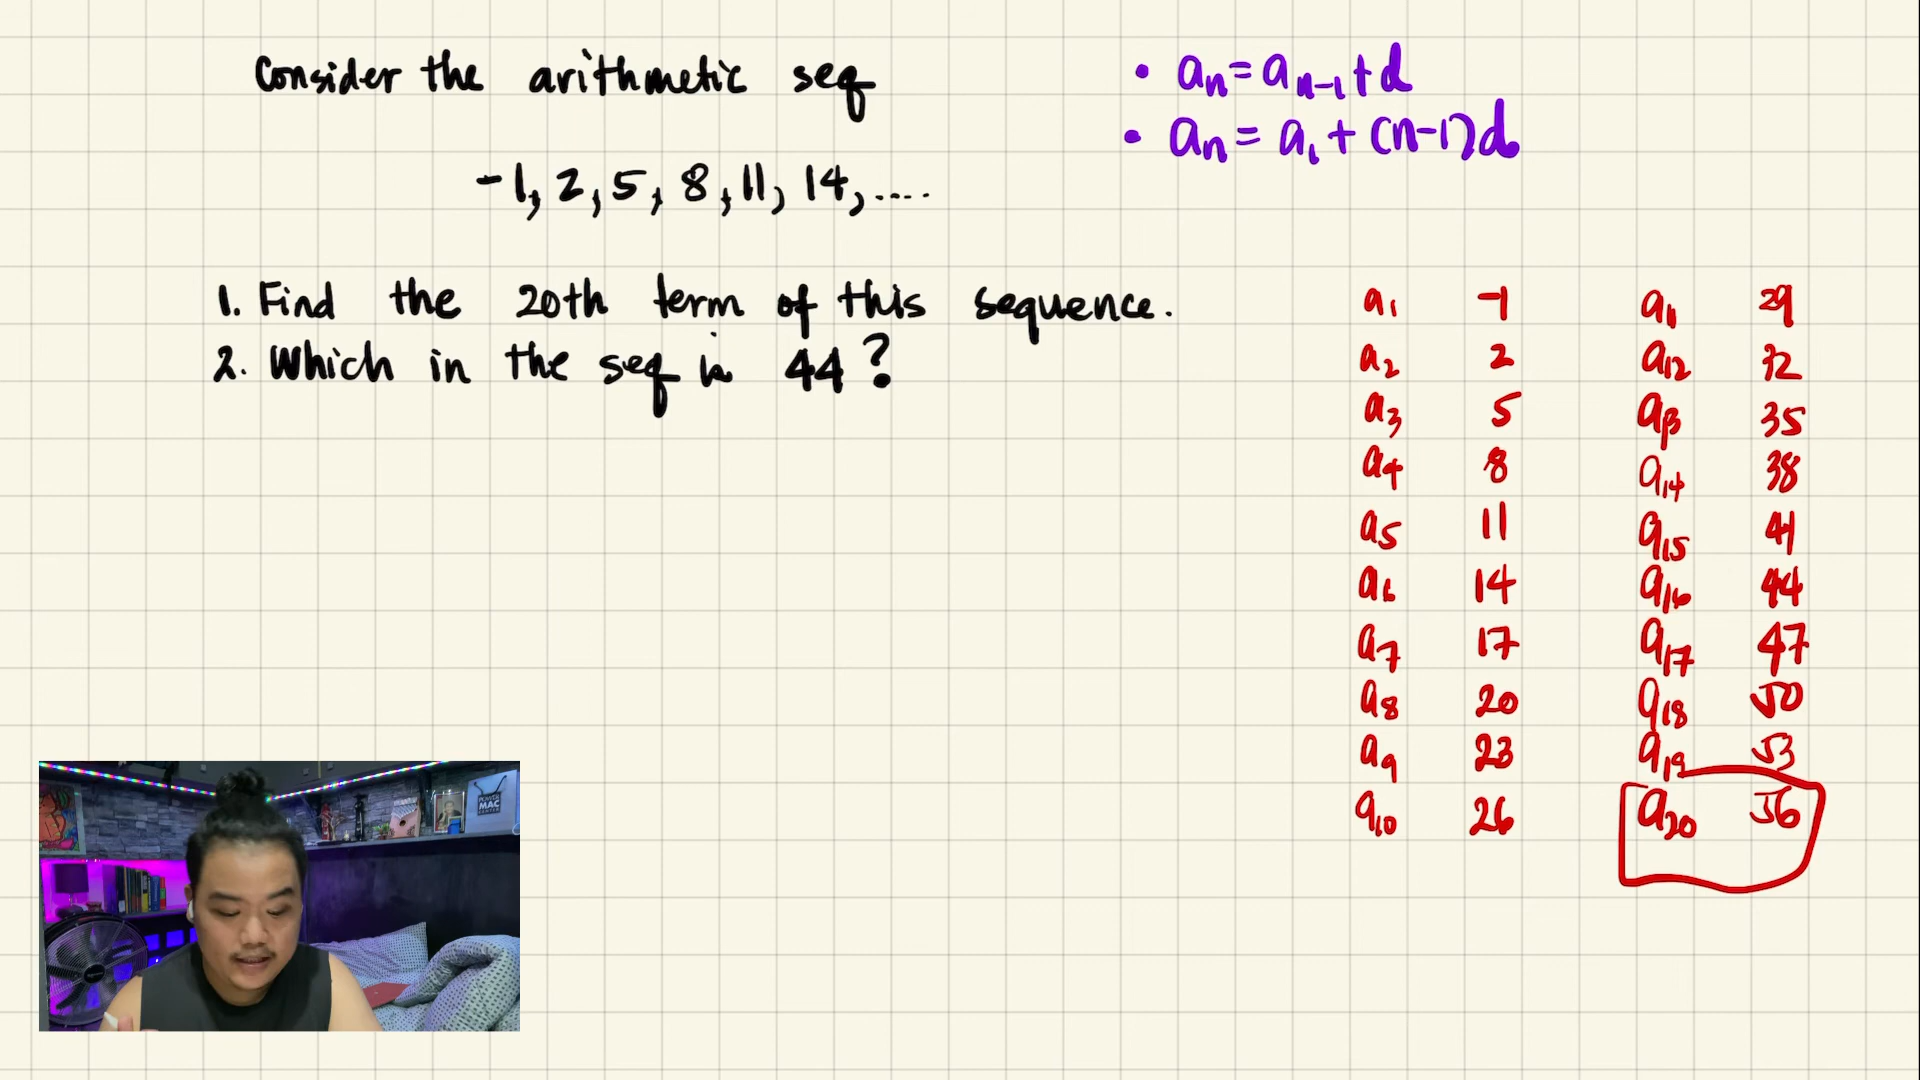 Consider the arithmetic seq
-1, 2, 5, 8, 11, 14, ....
• aₙ = aₙ₋₁ + d
• aₙ = a₁ + (n-1)d
1. Find the 20th term of this sequence.
2. Which in the seq is 44?
a₁ -1
a₂ 2
a₃ 5
a₄ 8
a₅ 11
a₆ 14
a₇ 17
a₈ 20
a₉ 23
a₁₀ 26
a₁₁ 29
a₁₂ 32
a₁₃ 35
a₁₄ 38
a₁₅ 41
a₁₆ 44
a₁₇ 47
a₁₈ 50
a₁₉ 53
a₂₀ 56
POWER
MAC
CENTER